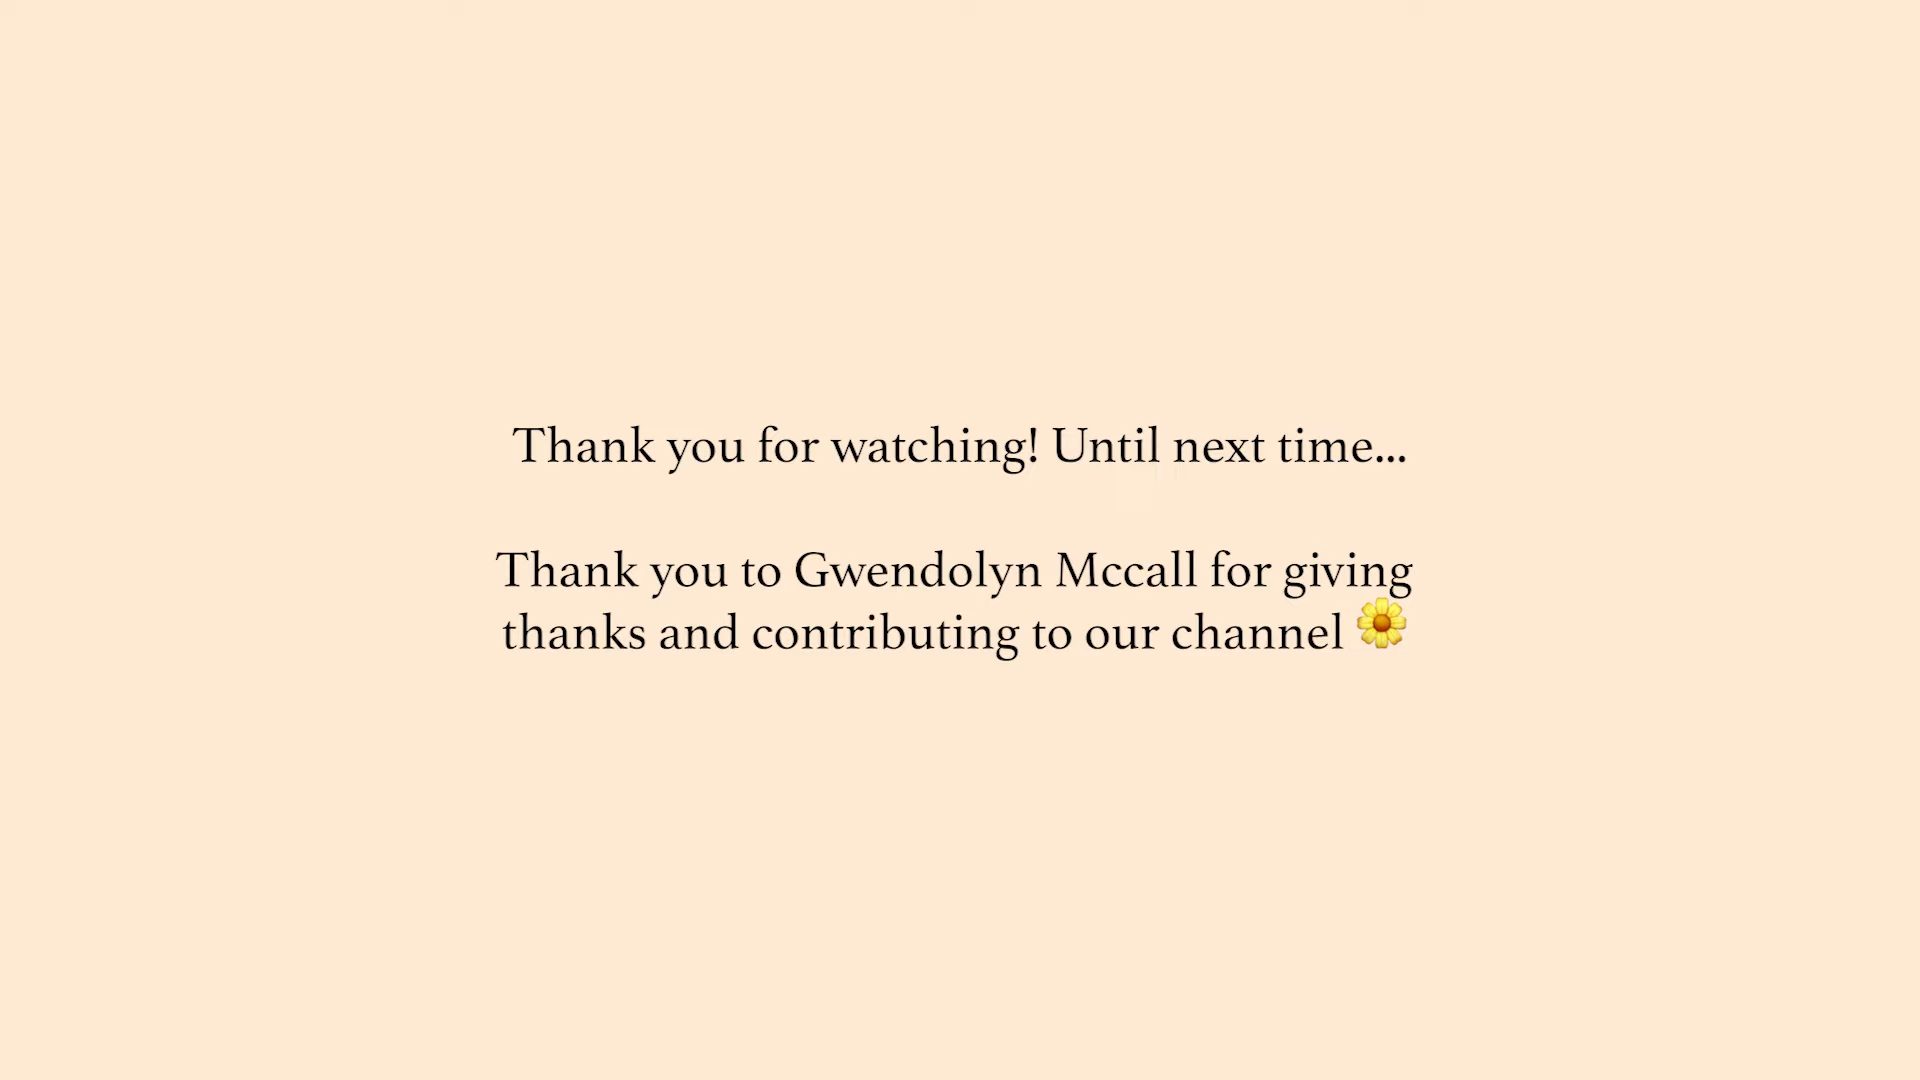 Thank you for watching! Until next time...
Thank you to Gwendolyn Mccall for giving
thanks and contributing to our channel 🌼